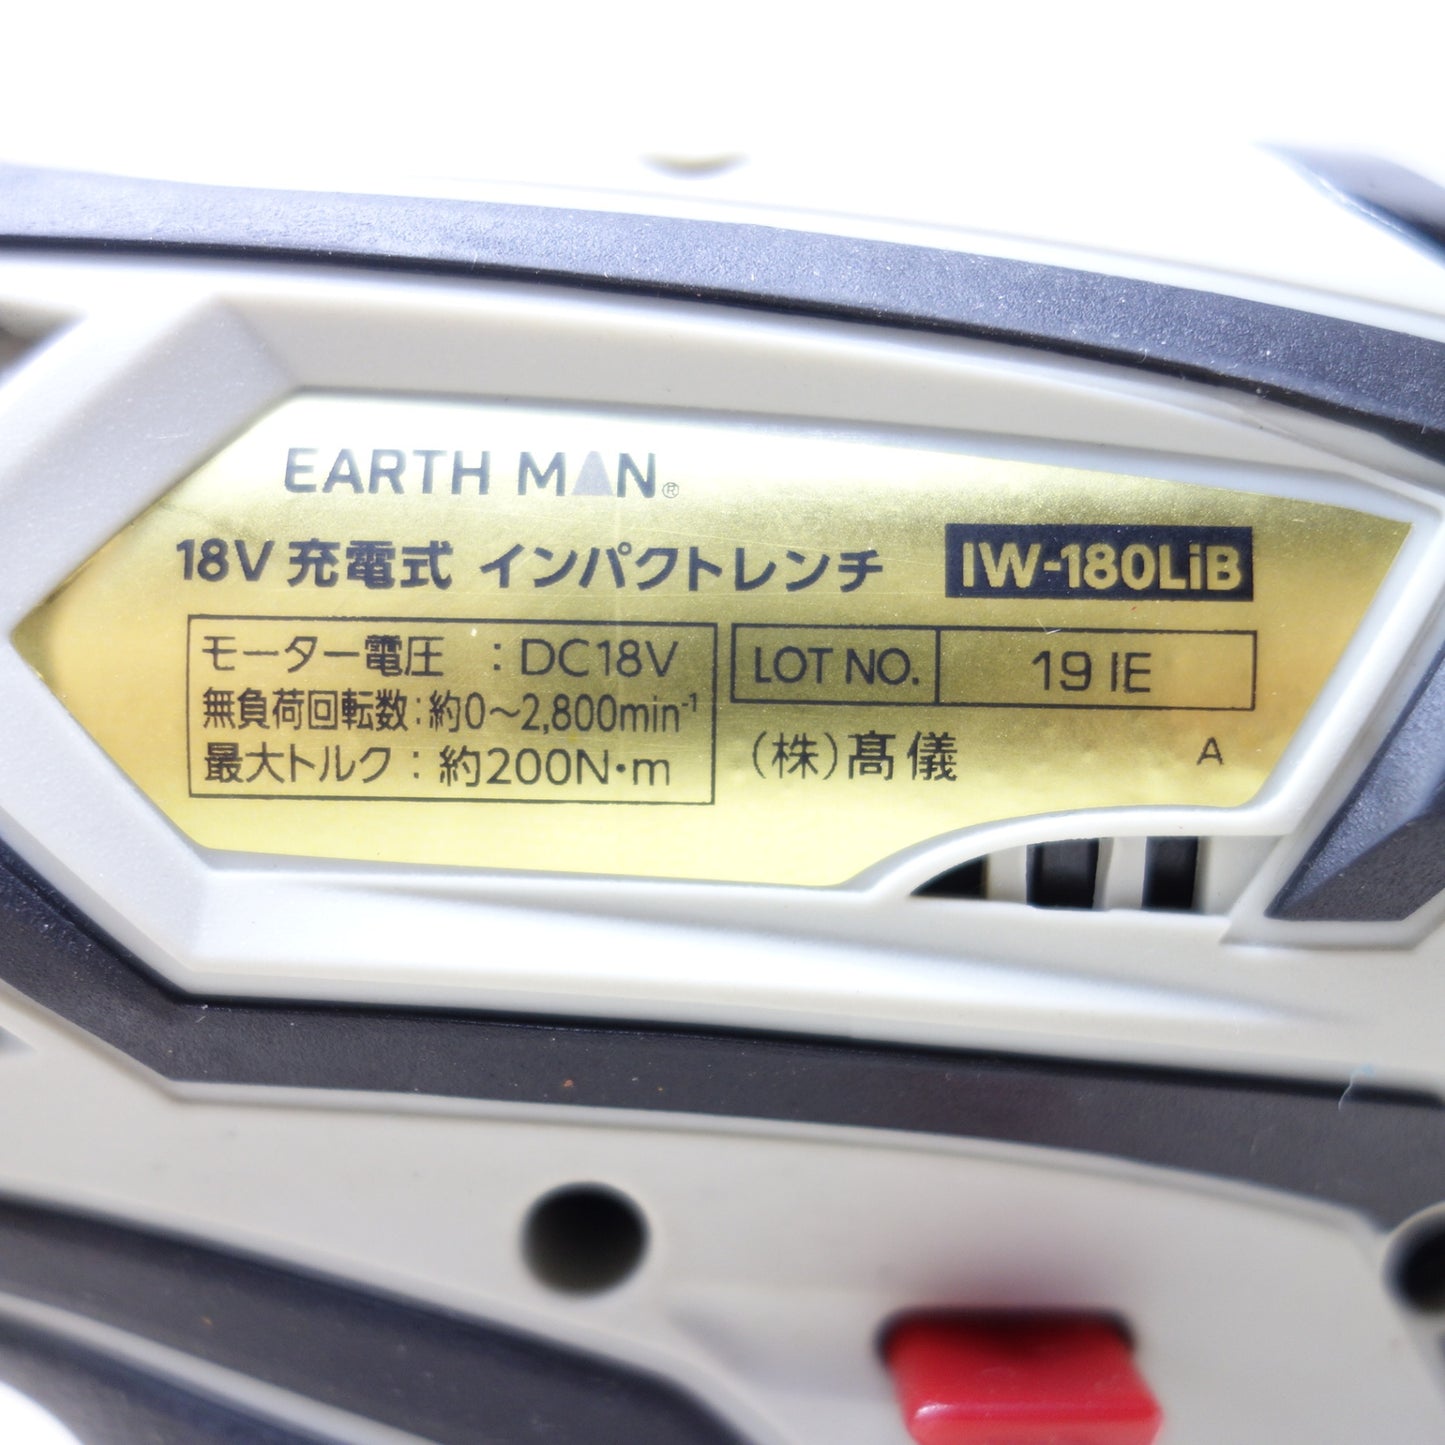 EARTH MAN®
18V 充電式 インパクトレンチ IW-180LiB
モーター電圧 : DC18V
無負荷回転数:約0〜2,800min⁻¹
最大トルク : 約200N・m
LOT NO. 19 IE
(株)髙儀 A